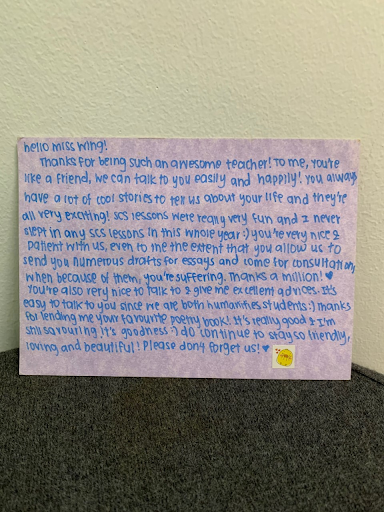 hello miss wing!
Thanks for being such an awesome teacher! To me, you're
like a friend, we can talk to you easily and happily! you always
have a lot of cool stories to tell us about your life and they're
all very exciting! scs lessons were really very fun and I never
slept in any scs lessons in this whole year :) you're very nice &
patient with us, even to the the extent that you allow us to
send you numerous drafts for essays and come for consultation,
when because of them, you're suffering. Thanks a million! ♥
You're also very nice to talk to & give me excellent advices. It's
easy to talk to you since we are both humanities students :) Thanks
for lending me your favourite poetry book! It's really good & I'm
still savouring it's goodness :) do continue to stay so friendly,
loving and beautiful! Please don't forget us! ♥